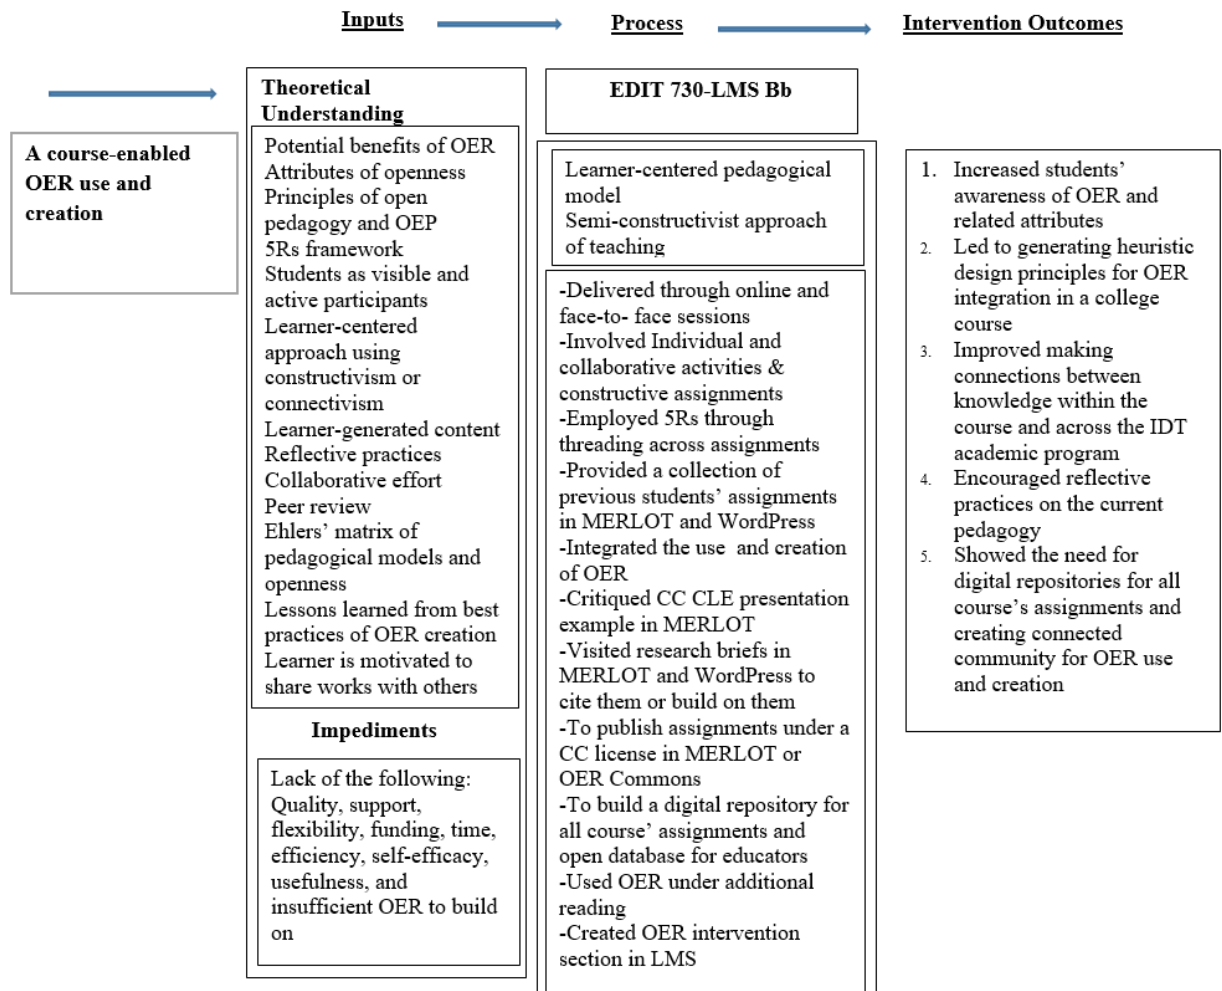 Inputs
Process
Intervention Outcomes
A course-enabled
OER use and
creation
Theoretical
Understanding
Potential benefits of OER
Attributes of openness
Principles of open
pedagogy and OEP
5Rs framework
Students as visible and
active participants
Learner-centered
approach using
constructivism or
connectivism
Learner-generated content
Reflective practices
Collaborative effort
Peer review
Ehlers’ matrix of
pedagogical models and
openness
Lessons learned from best
practices of OER creation
Learner is motivated to
share works with others
Impediments
Lack of the following:
Quality, support,
flexibility, funding, time,
efficiency, self-efficacy,
usefulness, and
insufficient OER to build
on
EDIT 730-LMS Bb
Learner-centered pedagogical
model
Semi-constructivist approach
of teaching
-Delivered through online and
face-to- face sessions
-Involved Individual and
collaborative activities &
constructive assignments
-Employed 5Rs through
threading across assignments
-Provided a collection of
previous students’ assignments
in MERLOT and WordPress
-Integrated the use and creation
of OER
-Critiqued CC CLE presentation
example in MERLOT
-Visited research briefs in
MERLOT and WordPress to
cite them or build on them
-To publish assignments under a
CC license in MERLOT or
OER Commons
-To build a digital repository for
all course’ assignments and
open database for educators
-Used OER under additional
reading
-Created OER intervention
section in LMS
1. Increased students’
awareness of OER and
related attributes
2. Led to generating heuristic
design principles for OER
integration in a college
course
3. Improved making
connections between
knowledge within the
course and across the IDT
academic program
4. Encouraged reflective
practices on the current
pedagogy
5. Showed the need for
digital repositories for all
course’s assignments and
creating connected
community for OER use
and creation